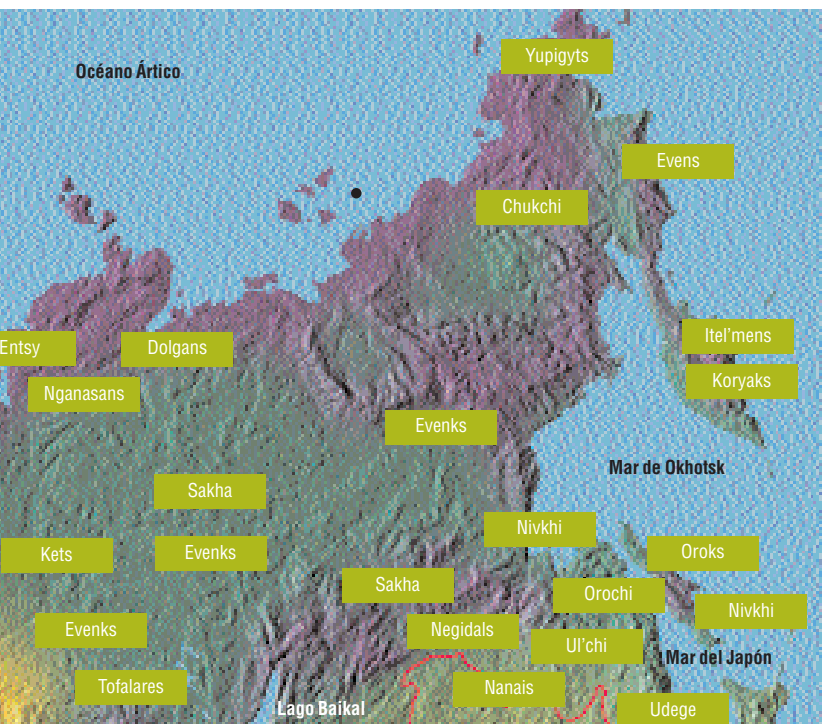 Yupigyts
Océano Ártico
Evens
Chukchi
Itel'mens
Entsy
Dolgans
Koryaks
Nganasans
Evenks
Mar de Okhotsk
Sakha
Nivkhi
Kets
Evenks
Oroks
Sakha
Orochi
Nivkhi
Evenks
Negidals
Ul'chi
Mar del Japón
Tofalares
Nanais
Lago Baikal
Udege